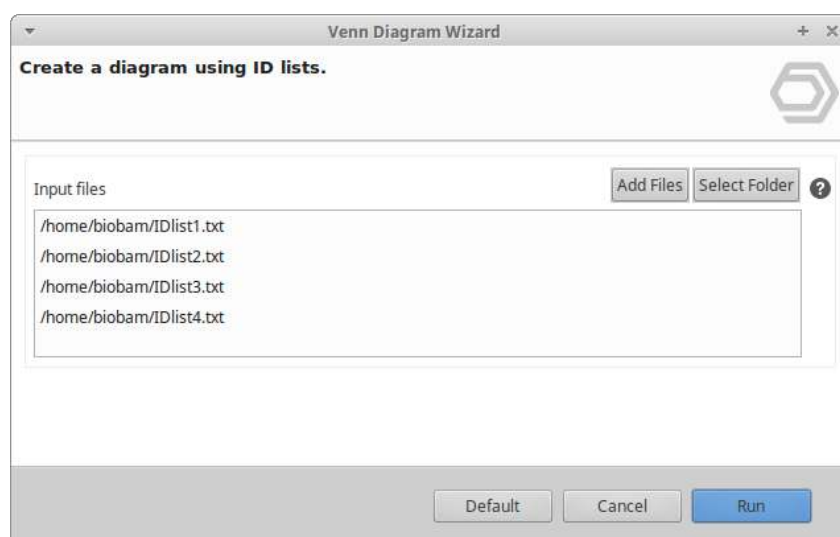 Venn Diagram Wizard
Create a diagram using ID lists.
Input files
Add Files Select Folder ?
/home/biobam/IDlist1.txt
/home/biobam/IDlist2.txt
/home/biobam/IDlist3.txt
/home/biobam/IDlist4.txt
Default Cancel Run